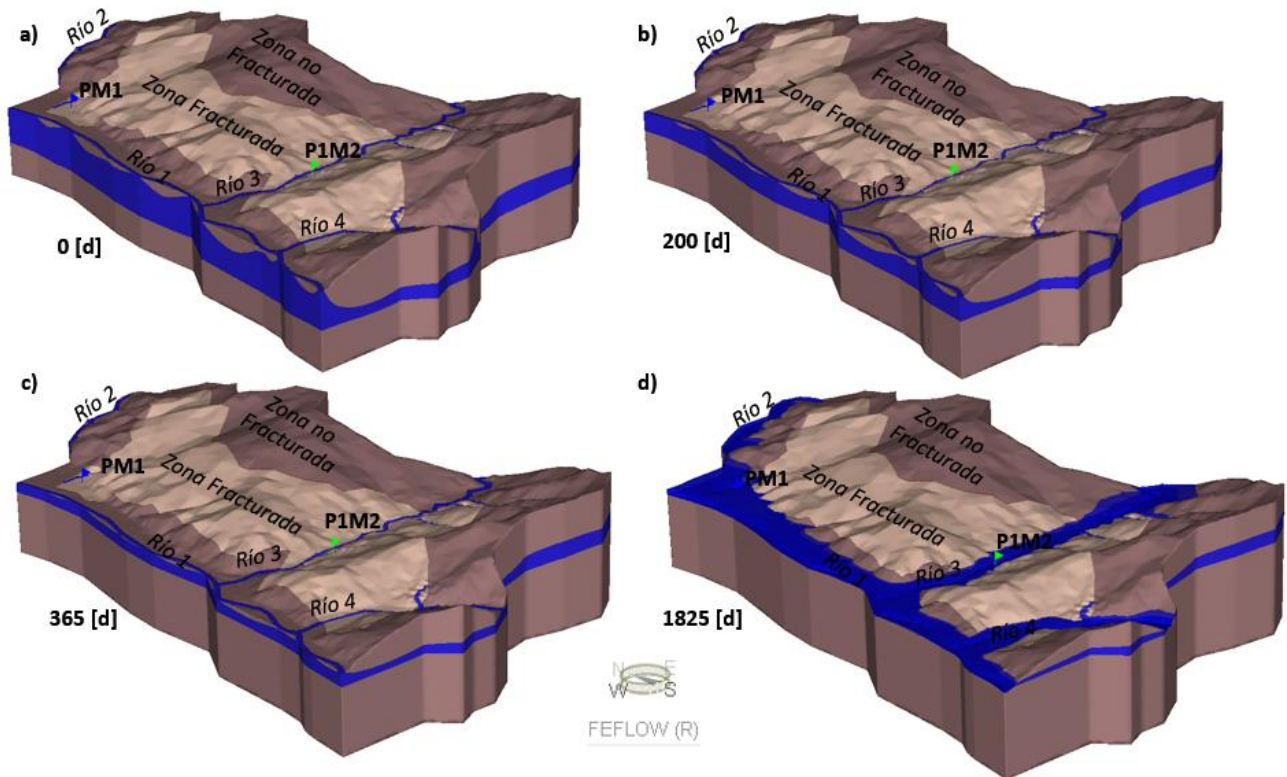 a)
Río 2
Zona no
Fracturada
PM1
Zona Fracturada
P1M2
Río 1
Río 3
Río 4
0 [d]
b)
Río 2
Zona no
Fracturada
PM1
Zona Fracturada
P1M2
Río 1
Río 3
Río 4
200 [d]
c)
Río 2
Zona no
Fracturada
PM1
Zona Fracturada
P1M2
Río 1
Río 3
Río 4
365 [d]
d)
Río 2
Zona no
Fracturada
PM1
Zona Fracturada
P1M2
Río 1
Río 3
Río 4
1825 [d]
N E
W S
FEFLOW (R)